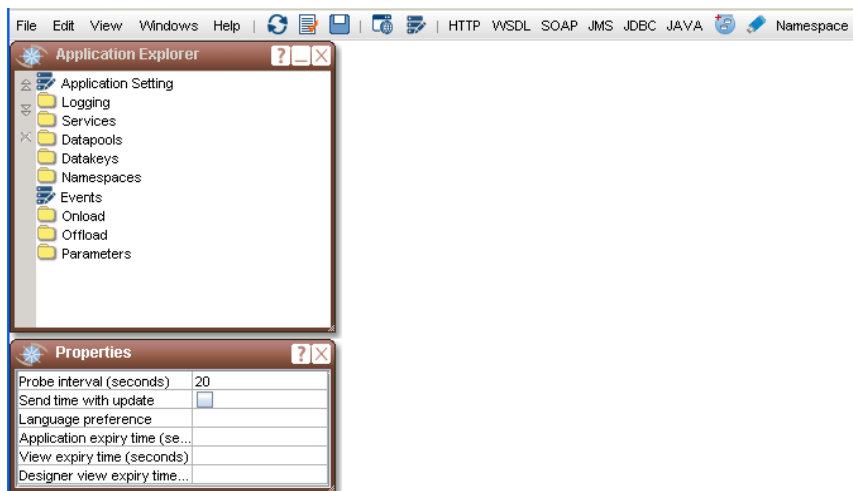 File Edit View Windows Help HTTP WSDL SOAP JMS JDBC JAVA Namespace
Application Explorer
Application Setting
Logging
Services
Datapools
Datakeys
Namespaces
Events
Onload
Offload
Parameters
Properties
Probe interval (seconds) 20
Send time with update
Language preference
Application expiry time (se...
View expiry time (seconds)
Designer view expiry time...